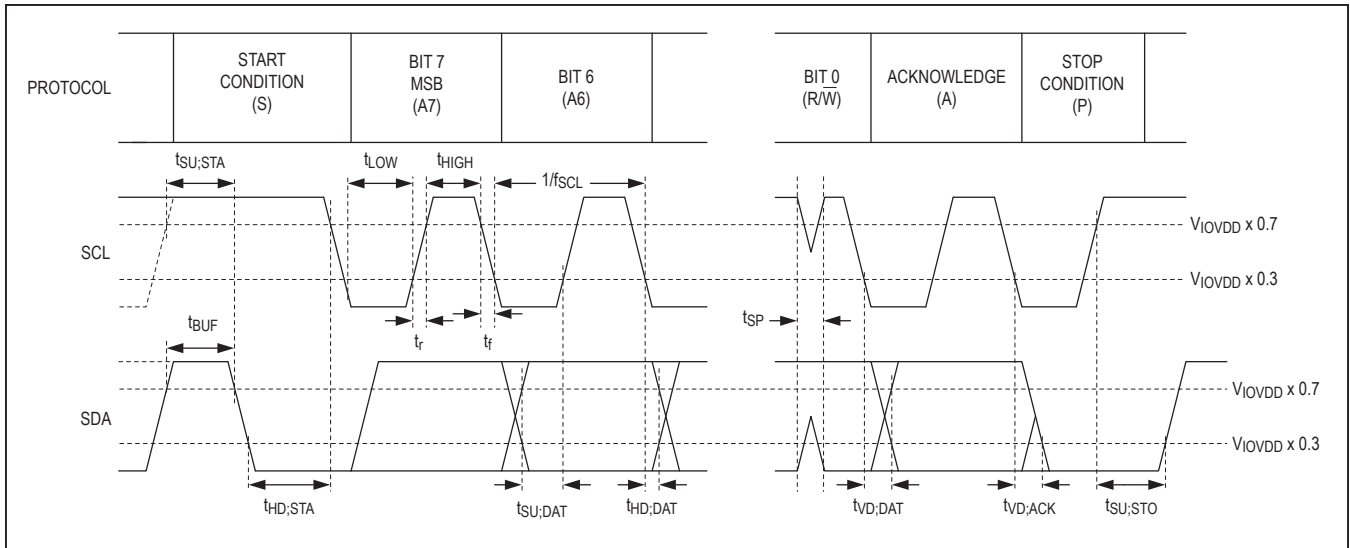 PROTOCOL
START
CONDITION
(S)
BIT 7
MSB
(A7)
BIT 6
(A6)
BIT 0
(R/W̅)
ACKNOWLEDGE
(A)
STOP
CONDITION
(P)
tSU;STA
tLOW
tHIGH
1/fSCL
SCL
VIOVDD x 0.7
VIOVDD x 0.3
tBUF
tr
tf
tSP
SDA
VIOVDD x 0.7
VIOVDD x 0.3
tHD;STA
tSU;DAT
tHD;DAT
tVD;DAT
tVD;ACK
tSU;STO